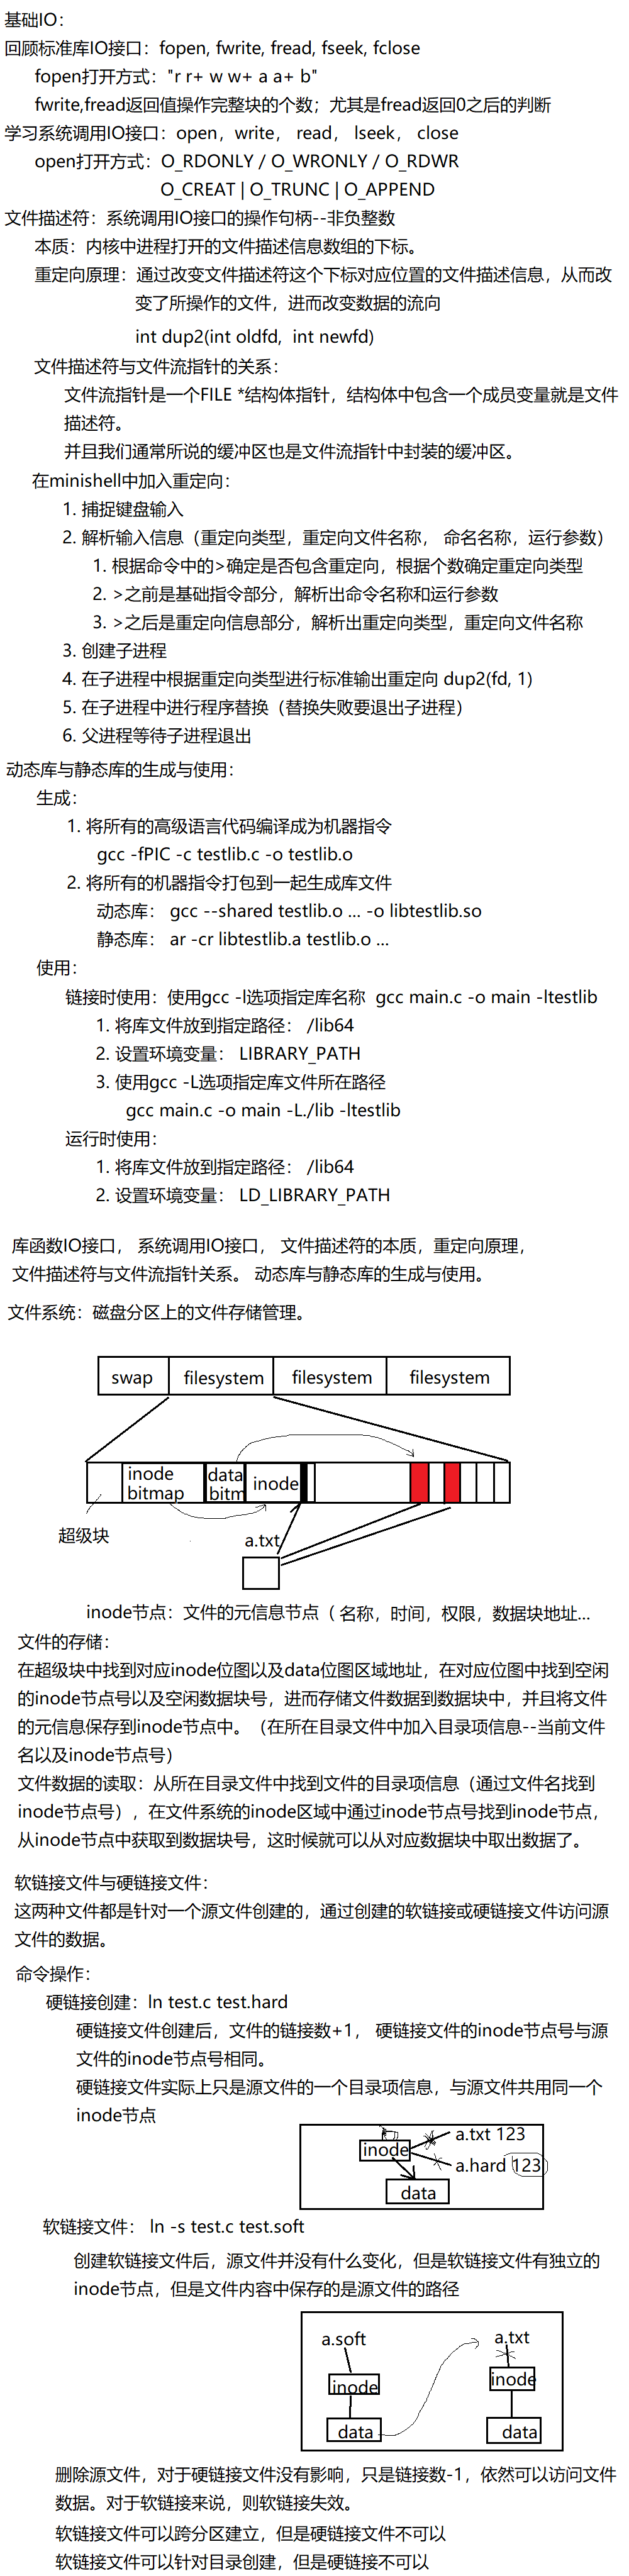 基础IO：
回顾标准库IO接口：fopen, fwrite, fread, fseek, fclose
fopen打开方式："r r+ w w+ a a+ b"
fwrite,fread返回值操作完整块的个数；尤其是fread返回0之后的判断
学习系统调用IO接口：open，write， read， lseek， close
open打开方式：O_RDONLY / O_WRONLY / O_RDWR
O_CREAT | O_TRUNC | O_APPEND
文件描述符：系统调用IO接口的操作句柄--非负整数
本质：内核中进程打开的文件描述信息数组的下标。
重定向原理：通过改变文件描述符这个下标对应位置的文件描述信息，从而改
变了所操作的文件，进而改变数据的流向
int dup2(int oldfd, int newfd)
文件描述符与文件流指针的关系：
文件流指针是一个FILE *结构体指针，结构体中包含一个成员变量就是文件
描述符。
并且我们通常所说的缓冲区也是文件流指针中封装的缓冲区。
在minishell中加入重定向：
1. 捕捉键盘输入
2. 解析输入信息（重定向类型，重定向文件名称， 命名名称，运行参数）
1. 根据命令中的>确定是否包含重定向，根据个数确定重定向类型
2. >之前是基础指令部分，解析出命令名称和运行参数
3. >之后是重定向信息部分，解析出重定向类型，重定向文件名称
3. 创建子进程
4. 在子进程中根据重定向类型进行标准输出重定向 dup2(fd, 1)
5. 在子进程中进行程序替换（替换失败要退出子进程）
6. 父进程等待子进程退出
动态库与静态库的生成与使用：
生成：
1. 将所有的高级语言代码编译成为机器指令
gcc -fPIC -c testlib.c -o testlib.o
2. 将所有的机器指令打包到一起生成库文件
动态库： gcc --shared testlib.o ... -o libtestlib.so
静态库： ar -cr libtestlib.a testlib.o ...
使用：
链接时使用：使用gcc -l选项指定库名称 gcc main.c -o main -ltestlib
1. 将库文件放到指定路径： /lib64
2. 设置环境变量： LIBRARY_PATH
3. 使用gcc -L选项指定库文件所在路径
gcc main.c -o main -L./lib -ltestlib
运行时使用：
1. 将库文件放到指定路径： /lib64
2. 设置环境变量： LD_LIBRARY_PATH
库函数IO接口， 系统调用IO接口， 文件描述符的本质，重定向原理，
文件描述符与文件流指针关系。 动态库与静态库的生成与使用。
文件系统：磁盘分区上的文件存储管理。
swap filesystem filesystem filesystem
inode bitmap data bitm inode
超级块
a.txt
inode节点：文件的元信息节点（ 名称，时间，权限，数据块地址...
文件的存储：
在超级块中找到对应inode位图以及data位图区域地址，在对应位图中找到空闲
的inode节点号以及空闲数据块号，进而存储文件数据到数据块中，并且将文件
的元信息保存到inode节点中。（在所在目录文件中加入目录项信息--当前文件
名以及inode节点号）
文件数据的读取：从所在目录文件中找到文件的目录项信息（通过文件名找到
inode节点号），在文件系统的inode区域中通过inode节点号找到inode节点，
从inode节点中获取到数据块号，这时候就可以从对应数据块中取出数据了。
软链接文件与硬链接文件：
这两种文件都是针对一个源文件创建的，通过创建的软链接或硬链接文件访问源
文件的数据。
命令操作：
硬链接创建：ln test.c test.hard
硬链接文件创建后，文件的链接数+1， 硬链接文件的inode节点号与源
文件的inode节点号相同。
硬链接文件实际上只是源文件的一个目录项信息，与源文件共用同一个
inode节点
a.txt 123
inode
a.hard 123
data
软链接文件： ln -s test.c test.soft
创建软链接文件后，源文件并没有什么变化，但是软链接文件有独立的
inode节点，但是文件内容中保存的是源文件的路径
a.soft a.txt
inode inode
data data
删除源文件，对于硬链接文件没有影响，只是链接数-1，依然可以访问文件
数据。对于软链接来说，则软链接失效。
软链接文件可以跨分区建立，但是硬链接文件不可以
软链接文件可以针对目录创建，但是硬链接不可以